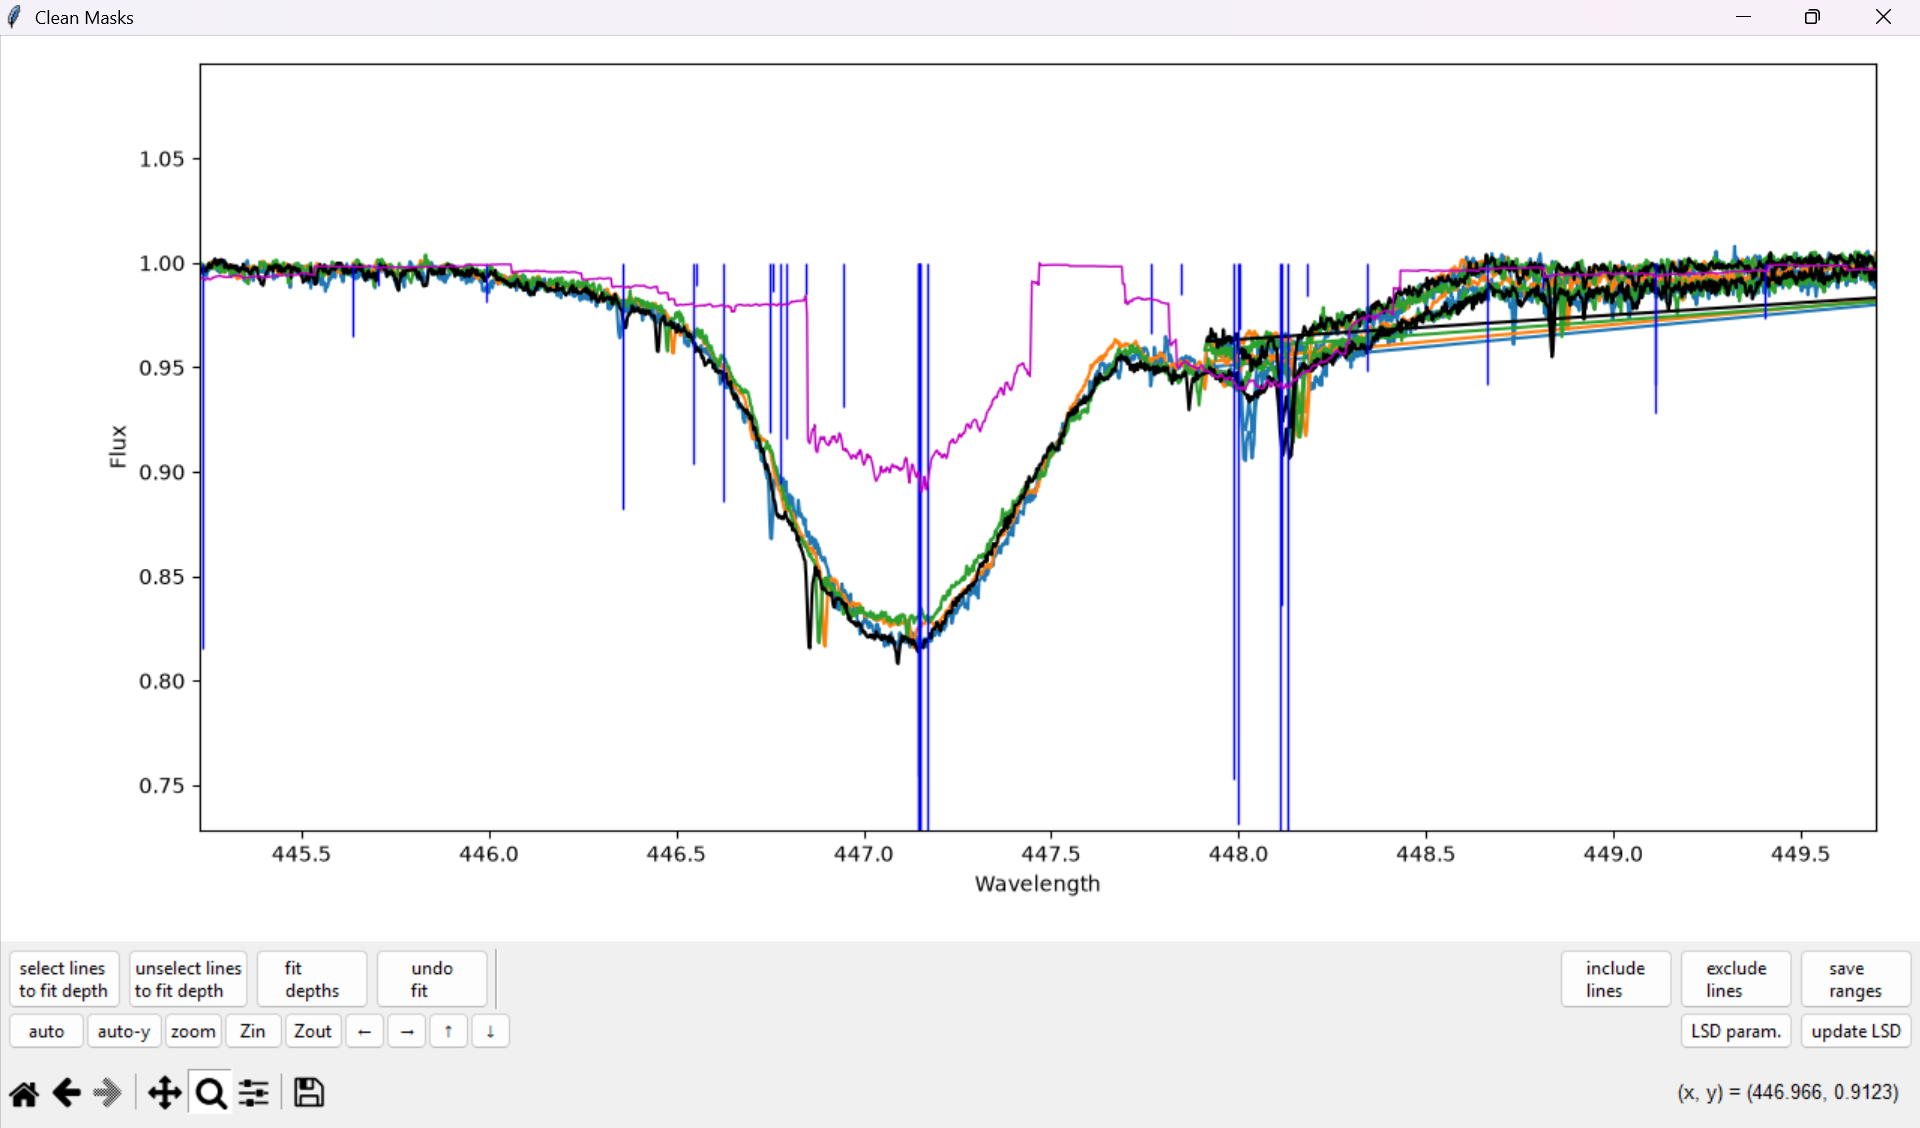 Clean Masks
1.05
1.00
0.95
0.90
0.85
0.80
0.75
Flux
445.5 446.0 446.5 447.0 447.5 448.0 448.5 449.0 449.5
Wavelength
select lines
to fit depth
unselect lines
to fit depth
fit
depths
undo
fit
include
lines
exclude
lines
save
ranges
auto auto-y zoom Zin Zout ← → ↑ ↓ LSD param. update LSD
(x, y) = (446.966, 0.9123)